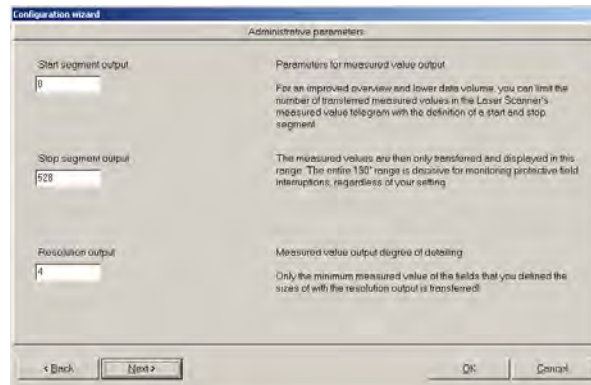 Configuration wizard
Administrative parameters
Start segment output
0
Parameters for measured value output
For an improved overview and lower data volume, you can limit the
number of transferred measured values in the Laser Scanner's
measured value telegram with the definition of a start and stop
segment.
Stop segment output
528
The measured values are then only transferred and displayed in this
range. The entire 190° range is decisive for monitoring protective field
interruptions, regardless of your setting.
Resolution output
4
Measured value output degree of detailing
Only the minimum measured value of the fields that you defined the
sizes of with the resolution output is transferred!
< Back
Next >
OK
Cancel